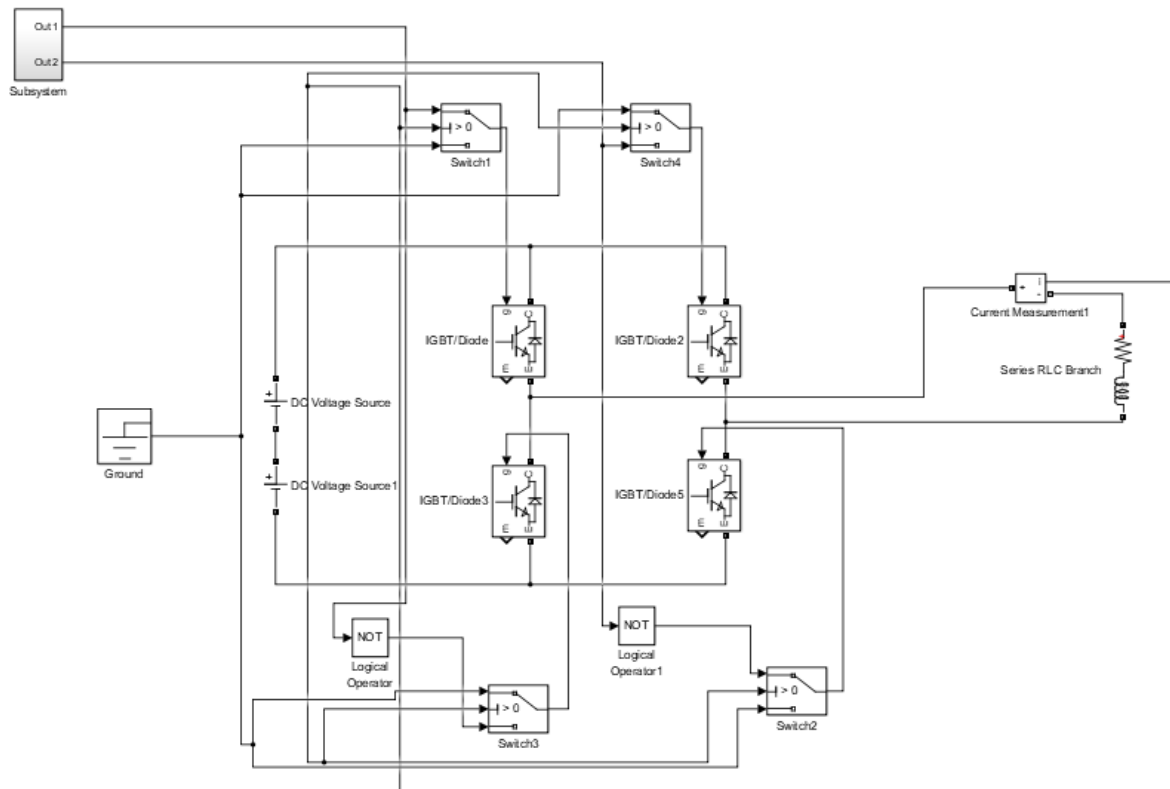 Out1
Out2
Subsystem
> 0
Switch1
> 0
Switch4
g
C
m
E
IGBT/Diode
g
C
m
E
IGBT/Diode2
+
i
-
Current Measurement1
Series RLC Branch
+
DC Voltage Source
+
DC Voltage Source1
Ground
g
C
m
E
IGBT/Diode3
g
C
m
E
IGBT/Diode5
NOT
Logical
Operator
NOT
Logical
Operator1
> 0
Switch3
> 0
Switch2